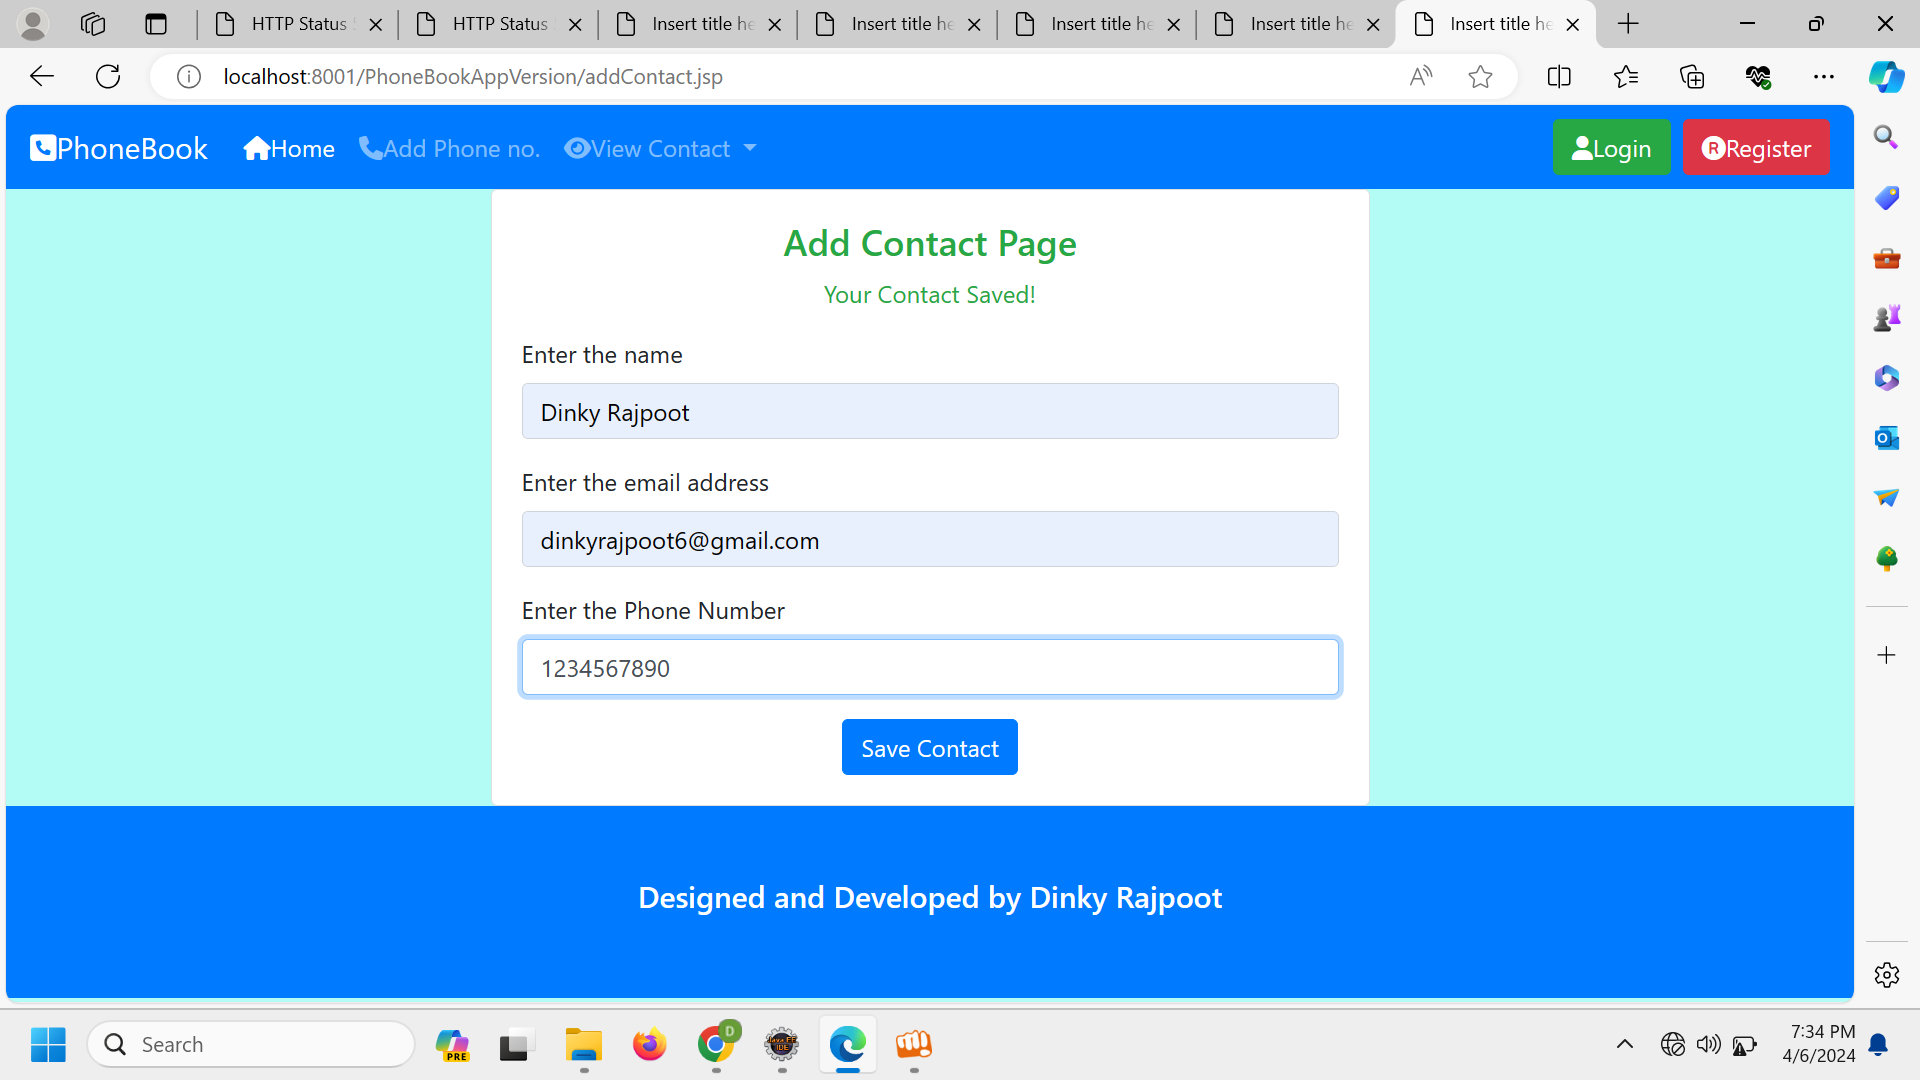 HTTP Status
HTTP Status
Insert title he
Insert title he
Insert title he
Insert title he
Insert title he
localhost:8001/PhoneBookAppVersion/addContact.jsp
PhoneBook
Home
Add Phone no.
View Contact
Login
Register
Add Contact Page
Your Contact Saved!
Enter the name
Dinky Rajpoot
Enter the email address
dinkyrajpoot6@gmail.com
Enter the Phone Number
1234567890
Save Contact
Designed and Developed by Dinky Rajpoot
Search
PRE
D
7:34 PM
4/6/2024